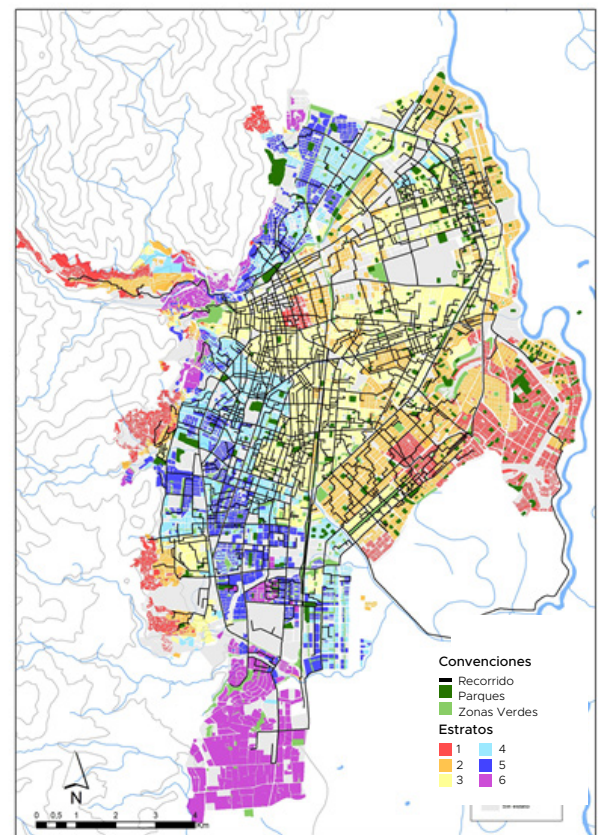 Convenciones
Recorrido
Parques
Zonas Verdes
Estratos
1 4
2 5
3 6
N
0 0,5 1 2 3 4
Km